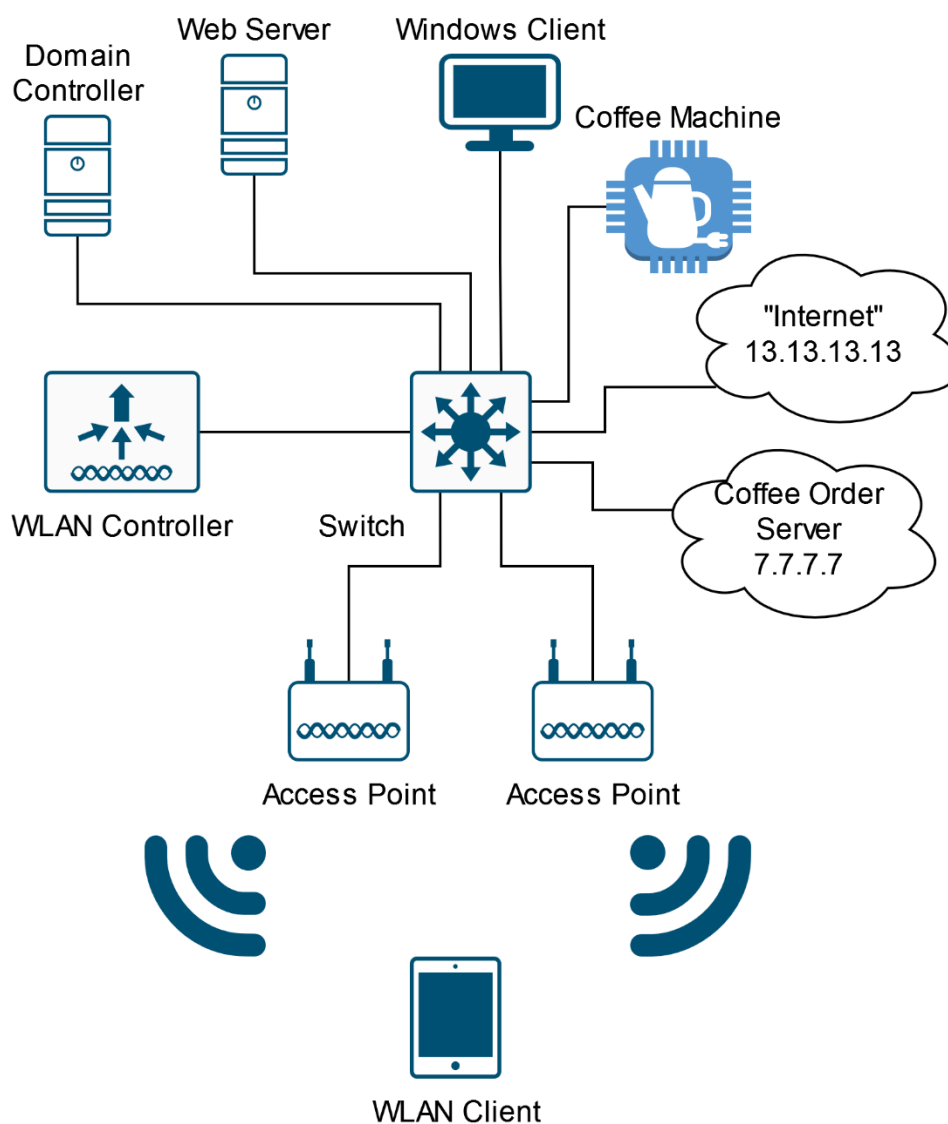 Web Server
Windows Client
Domain
Controller
Coffee Machine
"Internet"
13.13.13.13
WLAN Controller
Switch
Coffee Order
Server
7.7.7.7
Access Point
Access Point
WLAN Client